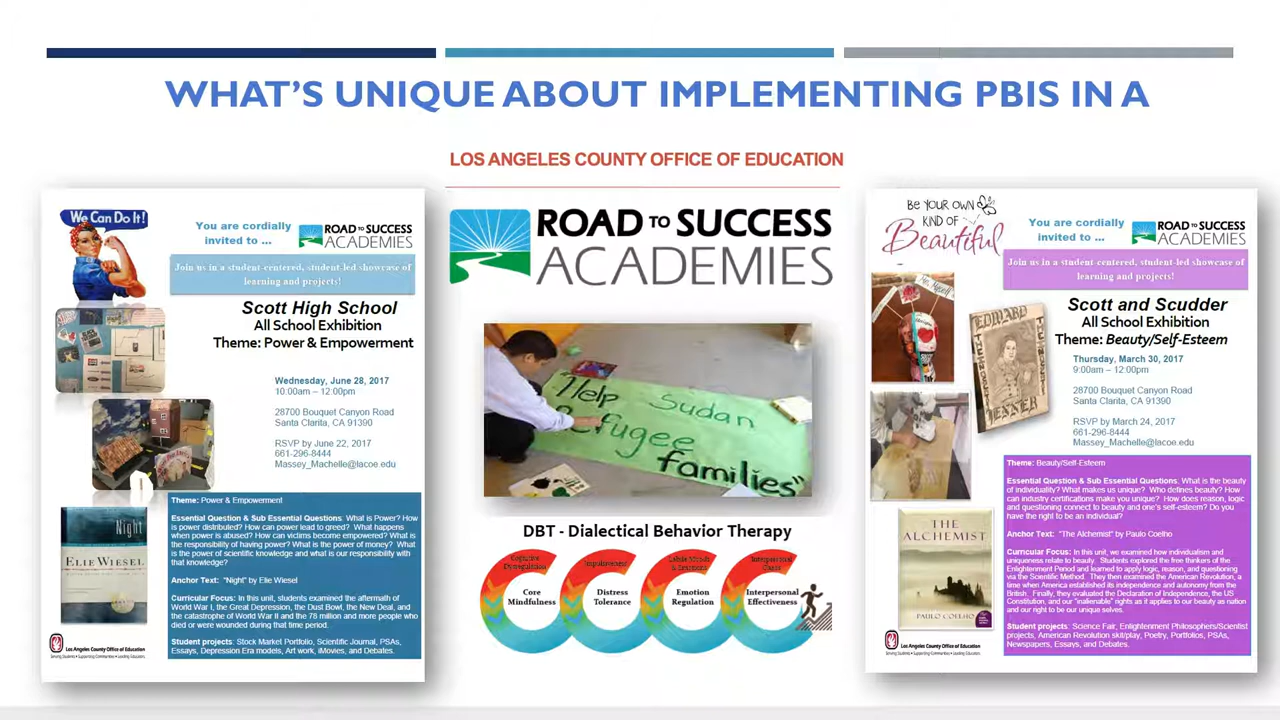 WHAT'S UNIQUE ABOUT IMPLEMENTING PBIS IN A
LOS ANGELES COUNTY OFFICE OF EDUCATION
We Can Do It!
You are cordially
invited to ...
ROAD TO SUCCESS
ACADEMIES
Join us in a student-centered, student-led showcase of
learning and projects!
Scott High School
All School Exhibition
Theme: Power & Empowerment
Wednesday, June 28, 2017
10:00am – 12:00pm
28700 Bouquet Canyon Road
Santa Clarita, CA 91390
RSVP by June 22, 2017
661-296-8444
Massey_Machelle@lacoe.edu
Night
ELIE WIESEL
Theme: Power & Empowerment
Essential Question & Sub Essential Questions: What is Power? How
is power distributed? How can power lead to greed? What happens
when power is abused? How can victims become empowered? What is
the responsibility of having power? What is the power of money? What
is the power of scientific knowledge and what is our responsibility with
that knowledge?
Anchor Text: "Night" by Elie Wiesel
Curricular Focus: In this unit, students examined the aftermath of
World War I, the Great Depression, the Dust Bowl, the New Deal, and
the catastrophe of World War II and the 78 million and more people who
died or were wounded during that time period.
Student projects: Stock Market Portfolio, Scientific Journal, PSAs,
Essays, Depression Era models, Art work, iMovies, and Debates.
Los Angeles County Office of Education
Serving Students • Supporting Communities • Leading Educators
ROAD TO SUCCESS
ACADEMIES
Help Sudan
Refugee
families"
DBT - Dialectical Behavior Therapy
Cognitive
Dysregulation
Impulsiveness
Labile Moods
& Emotions
Interpersonal
Chaos
Core
Mindfulness
Distress
Tolerance
Emotion
Regulation
Interpersonal
Effectiveness
BE YOUR OWN
KIND OF
Beautiful
You are cordially
invited to ...
ROAD TO SUCCESS
ACADEMIES
Join us in a student-centered, student-led showcase of
learning and projects!
EDWARD
JENNER
Scott and Scudder
All School Exhibition
Theme: Beauty/Self-Esteem
Thursday, March 30, 2017
9:00am – 12:00pm
28700 Bouquet Canyon Road
Santa Clarita, CA 91390
RSVP by March 24, 2017
661-296-8444
Massey_Machelle@lacoe.edu
THE
ALCHEMIST
PAULO COELHO
Theme: Beauty/Self-Esteem
Essential Question & Sub Essential Questions: What is the beauty
of individuality? What makes us unique? Who defines beauty? How
can industry certifications make you unique? How does reason, logic
and questioning connect to beauty and one's self-esteem? Do you
have the right to be an individual?
Anchor Text: "The Alchemist" by Paulo Coelho
Curricular Focus: In this unit, we examined how individualism and
uniqueness relate to beauty. Students explored the free thinkers of the
Enlightenment Period and learned to apply logic, reason, and questioning
via the Scientific Method. They then examined the American Revolution, a
time when America established its independence and autonomy from the
British. Finally, they evaluated the Declaration of Independence, the US
Constitution, and our "inalienable" rights as it applies to our beauty as nation
and our right to be our unique selves.
Student projects: Science Fair, Enlightenment Philosophers/Scientist
projects, American Revolution skit/play, Poetry, Portfolios, PSAs,
Newspapers, Essays, and Debates.
Los Angeles County Office of Education
Serving Students • Supporting Communities • Leading Educators